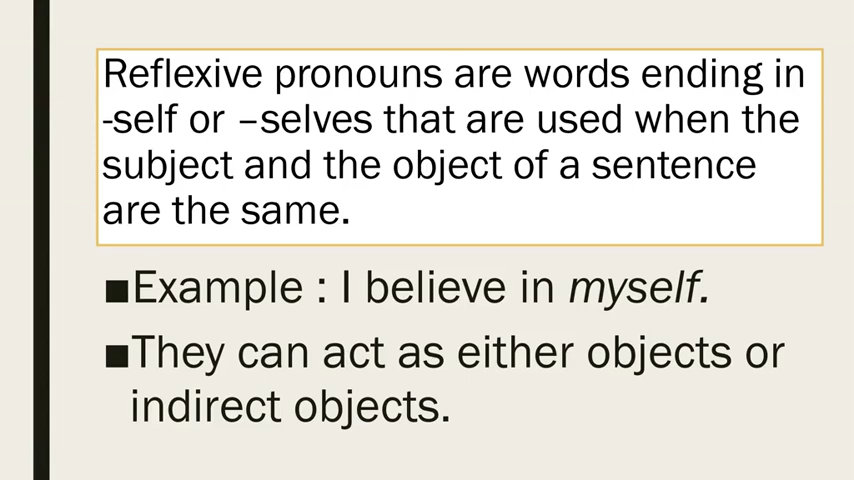 Reflexive pronouns are words ending in
-self or –selves that are used when the
subject and the object of a sentence
are the same.
■Example : I believe in myself.
■They can act as either objects or
indirect objects.